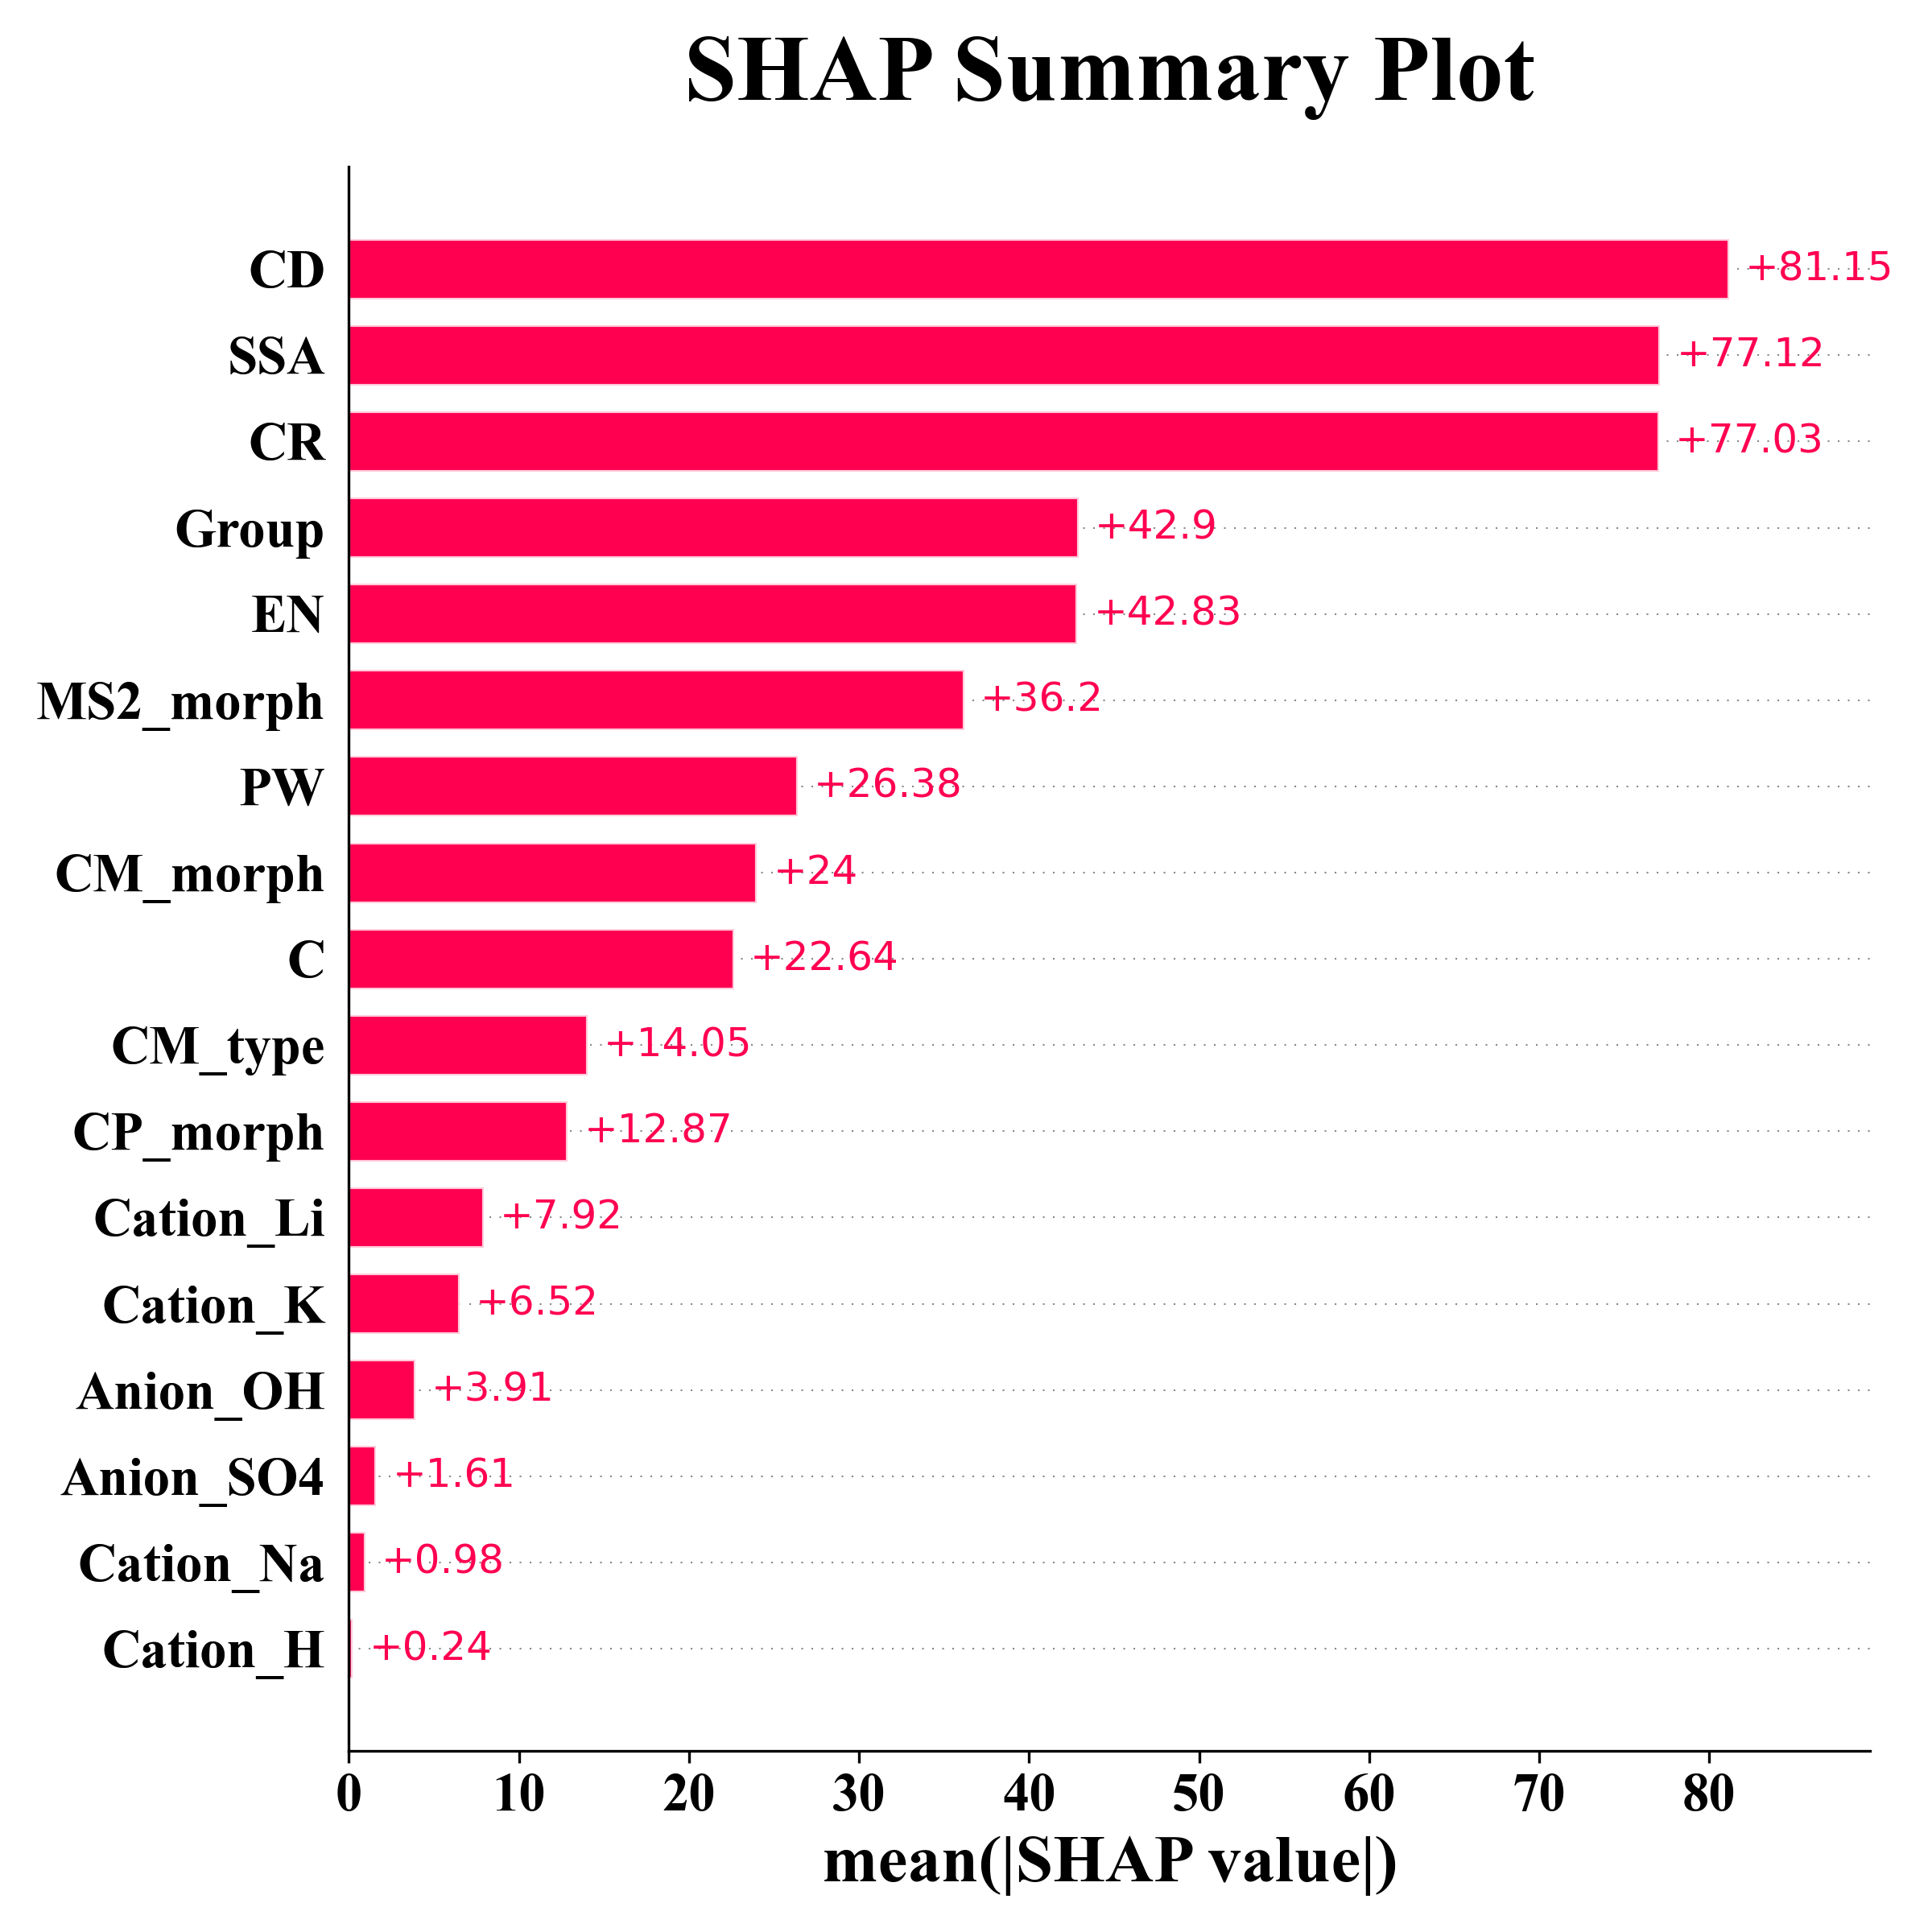 SHAP Summary Plot
CD +81.15
SSA +77.12
CR +77.03
Group +42.9
EN +42.83
MS2_morph +36.2
PW +26.38
CM_morph +24
C +22.64
CM_type +14.05
CP_morph +12.87
Cation_Li +7.92
Cation_K +6.52
Anion_OH +3.91
Anion_SO4 +1.61
Cation_Na +0.98
Cation_H +0.24
0 10 20 30 40 50 60 70 80
mean(|SHAP value|)